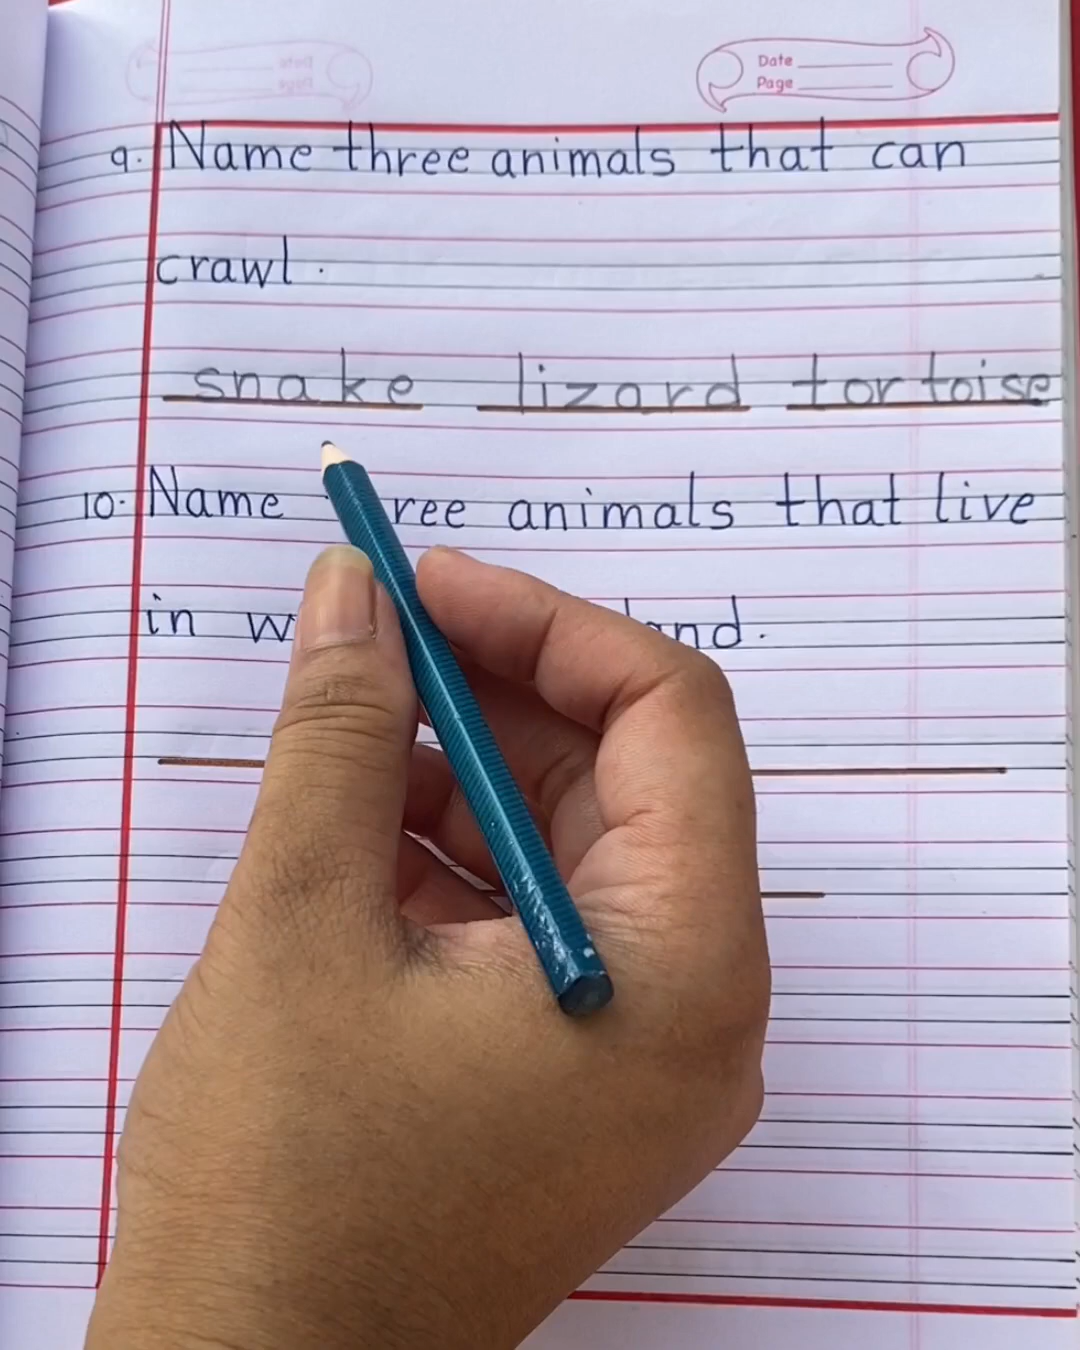 Date
Page
9. Name three animals that can
crawl.
snake lizard tortoise
10. Name ree animals that live
in w and.